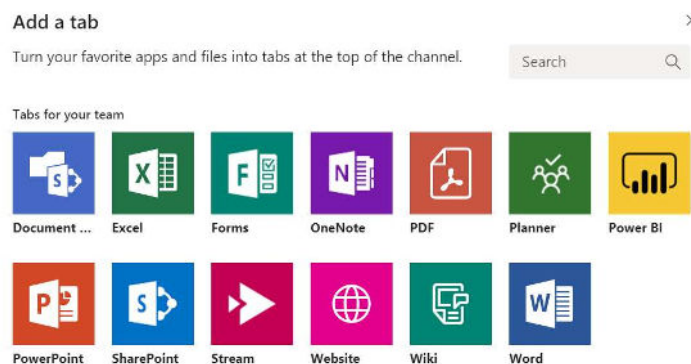 Add a tab
Turn your favorite apps and files into tabs at the top of the channel.
Search
Tabs for your team
Document ...
Excel
Forms
OneNote
PDF
Planner
Power BI
PowerPoint
SharePoint
Stream
Website
Wiki
Word